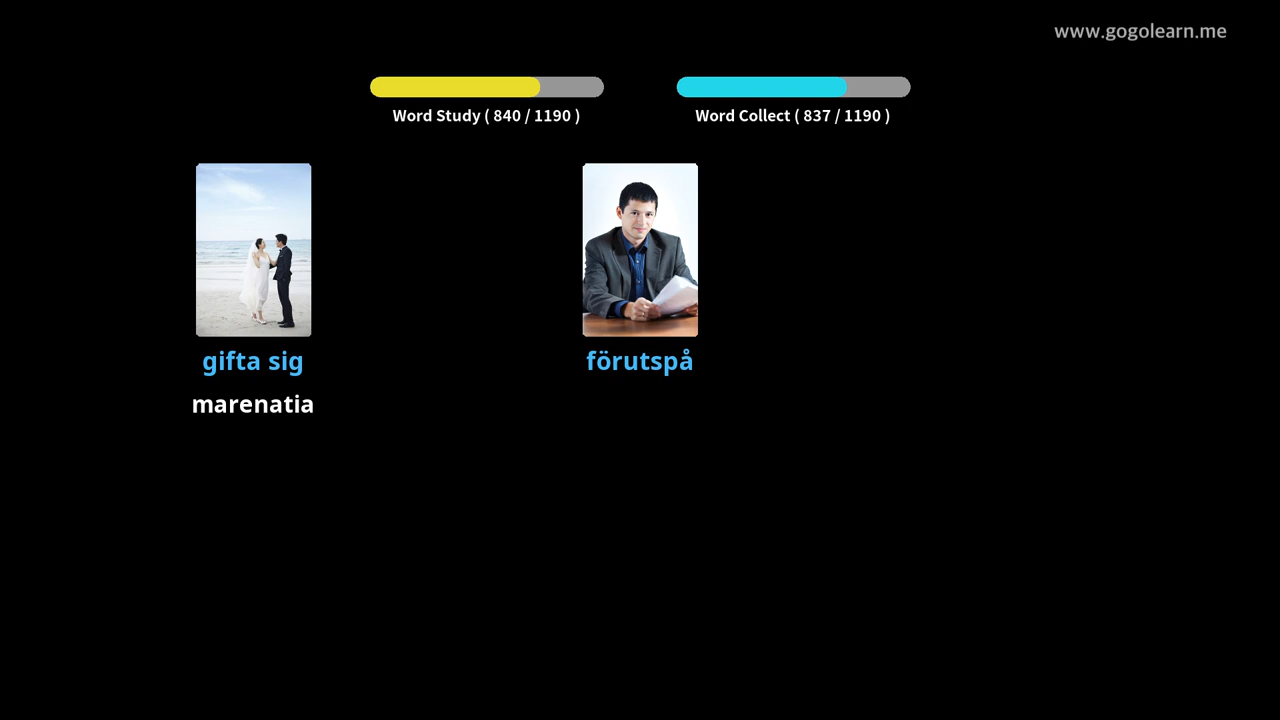 www.gogolearn.me
Word Study ( 840 / 1190 )
Word Collect ( 837 / 1190 )
gifta sig
förutspå
marenatia